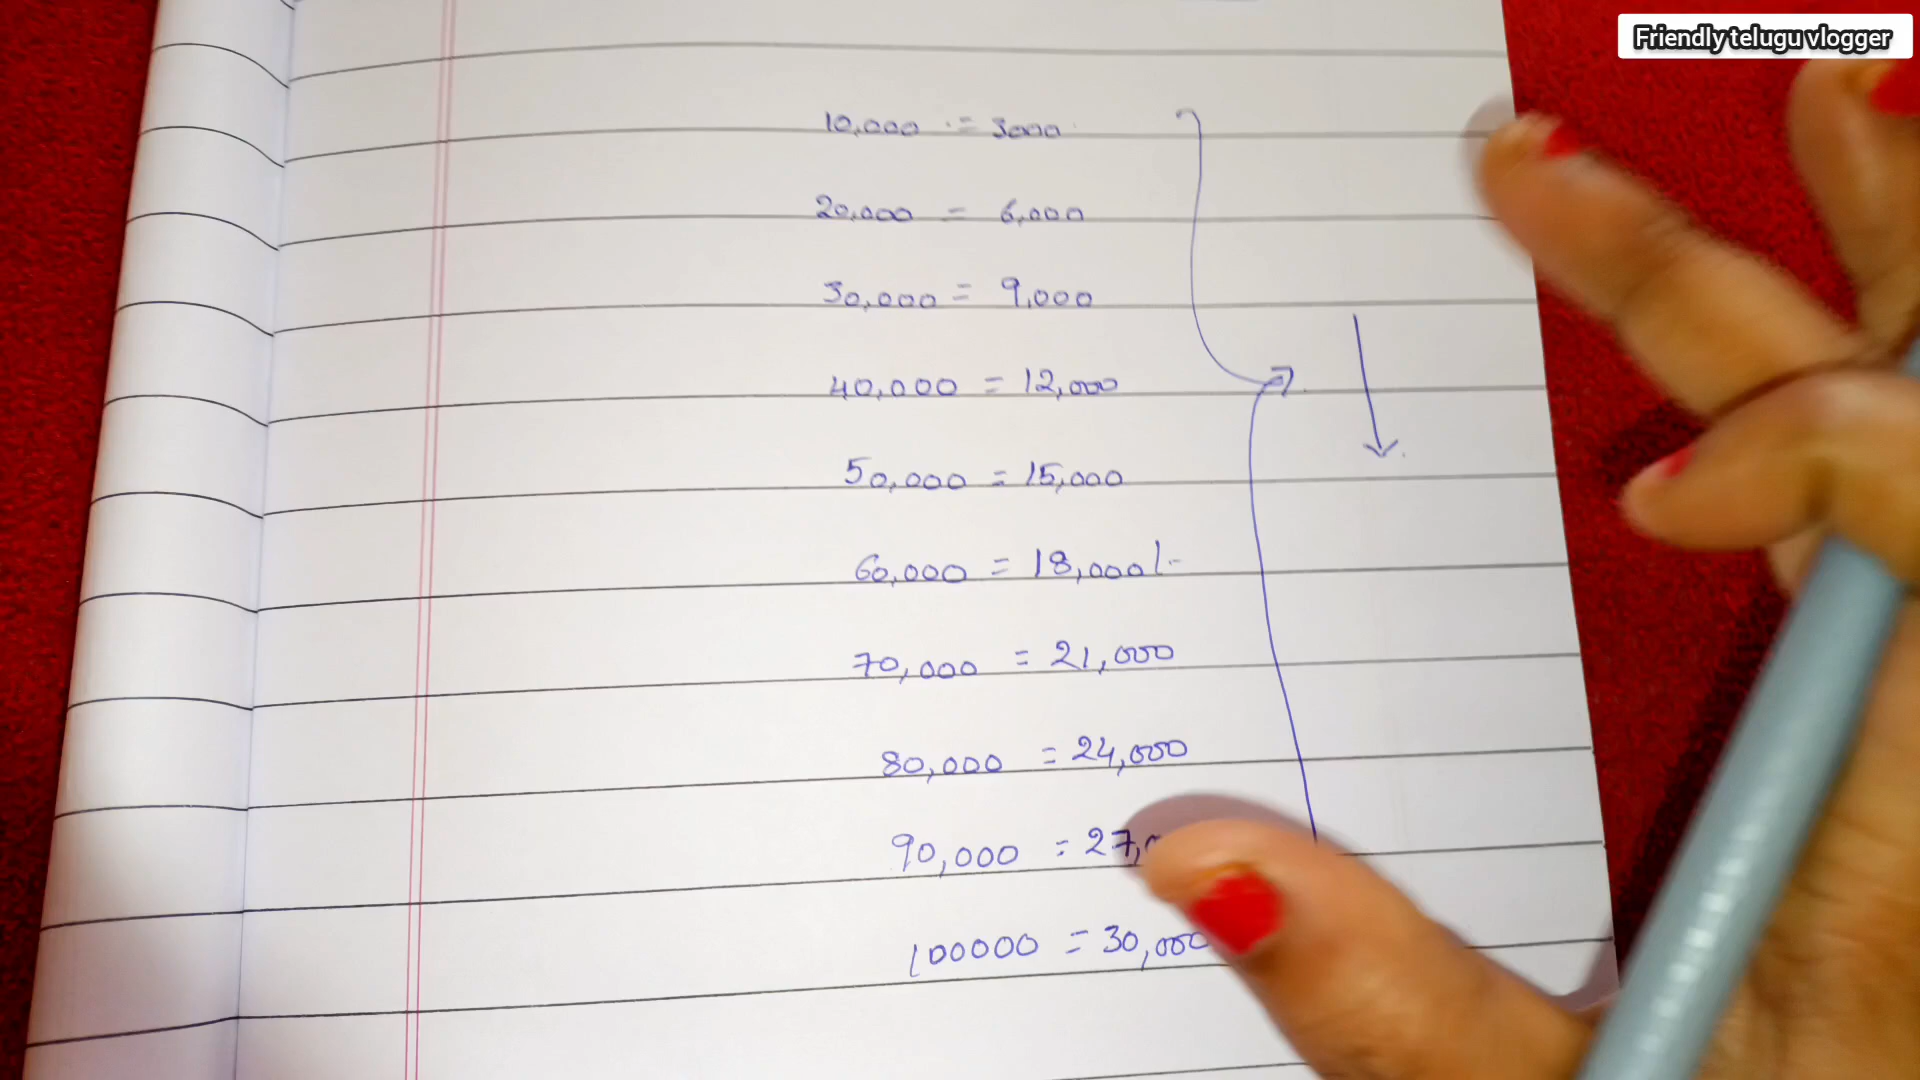 Friendly telugu vlogger
10,000 = 3000
20,000 = 6,000
30,000 = 9,000
40,000 = 12,000
50,000 = 15,000
60,000 = 18,000/-
70,000 = 21,000
80,000 = 24,000
90,000 = 27,
100000 = 30,000